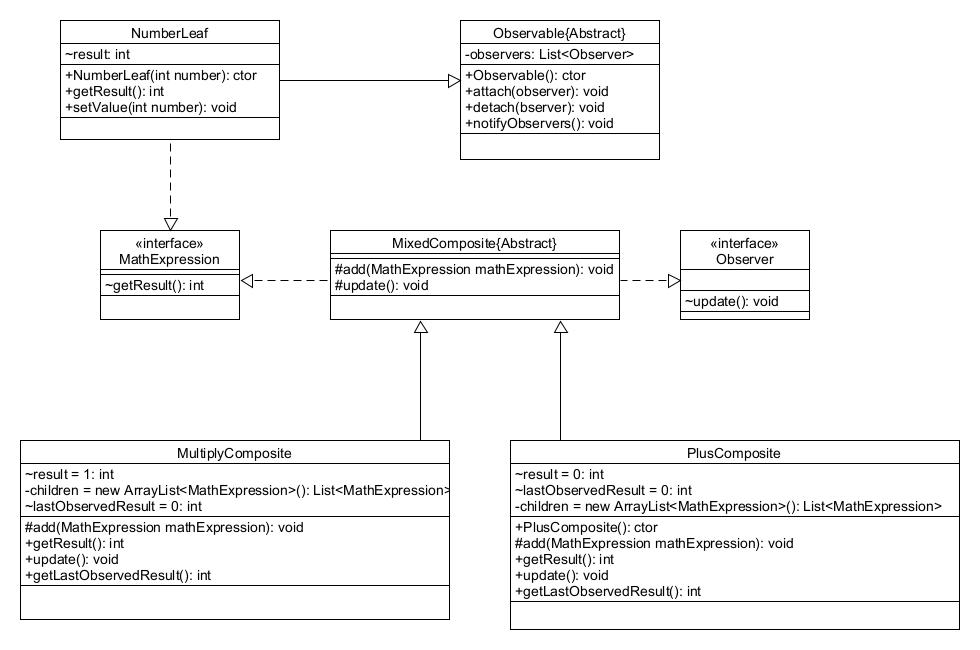 NumberLeaf
~result: int
+NumberLeaf(int number): ctor
+getResult(): int
+setValue(int number): void
Observable{Abstract}
-observers: List<Observer>
+Observable(): ctor
+attach(observer): void
+detach(bserver): void
+notifyObservers(): void
«interface»
MathExpression
~getResult(): int
MixedComposite{Abstract}
#add(MathExpression mathExpression): void
#update(): void
«interface»
Observer
~update(): void
MultiplyComposite
~result = 1: int
-children = new ArrayList<MathExpression>(): List<MathExpression>
~lastObservedResult = 0: int
#add(MathExpression mathExpression): void
+getResult(): int
+update(): void
+getLastObservedResult(): int
PlusComposite
~result = 0: int
~lastObservedResult = 0: int
-children = new ArrayList<MathExpression>(): List<MathExpression>
+PlusComposite(): ctor
#add(MathExpression mathExpression): void
+getResult(): int
+update(): void
+getLastObservedResult(): int